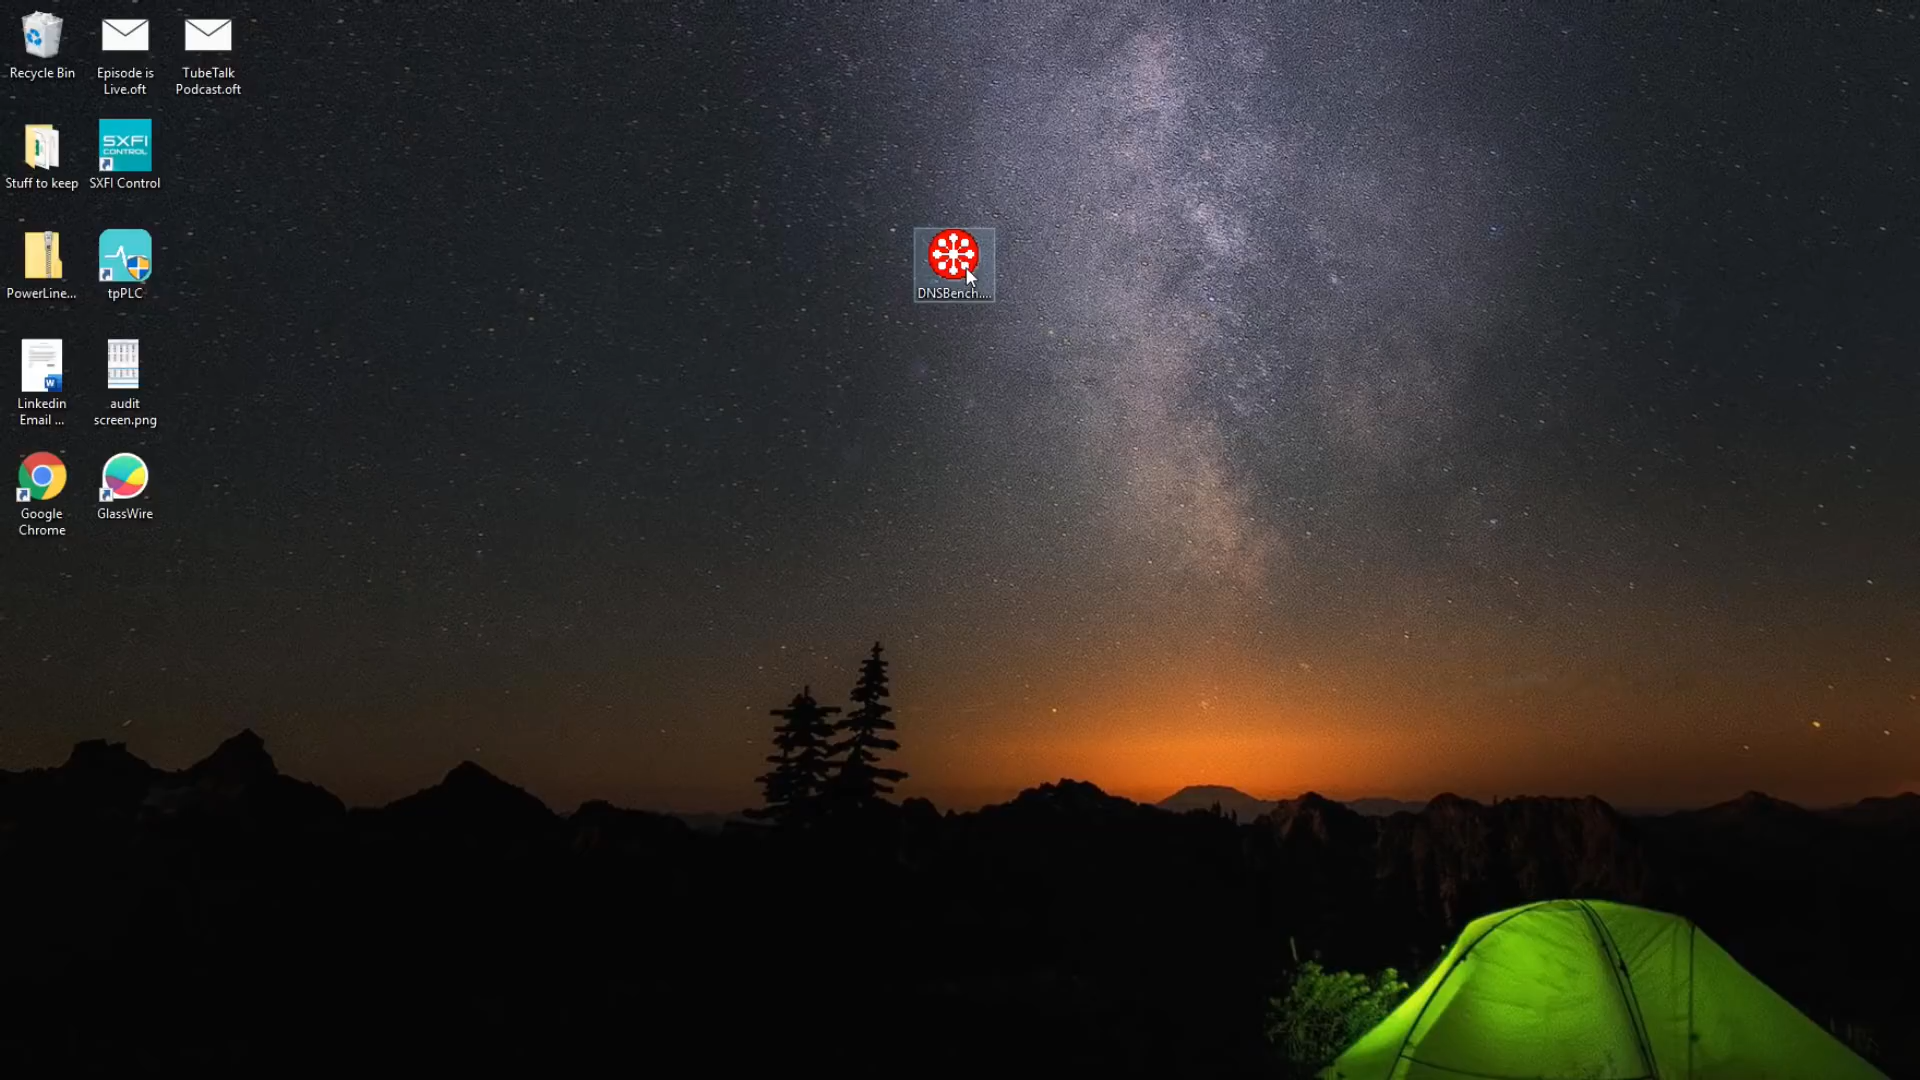 Recycle Bin
Episode is
Live.oft
TubeTalk
Podcast.oft
Stuff to keep
SXFI
CONTROL
SXFI Control
PowerLine...
tpPLC
DNSBench....
W
Linkedin
Email ...
audit
screen.png
Google
Chrome
GlassWire